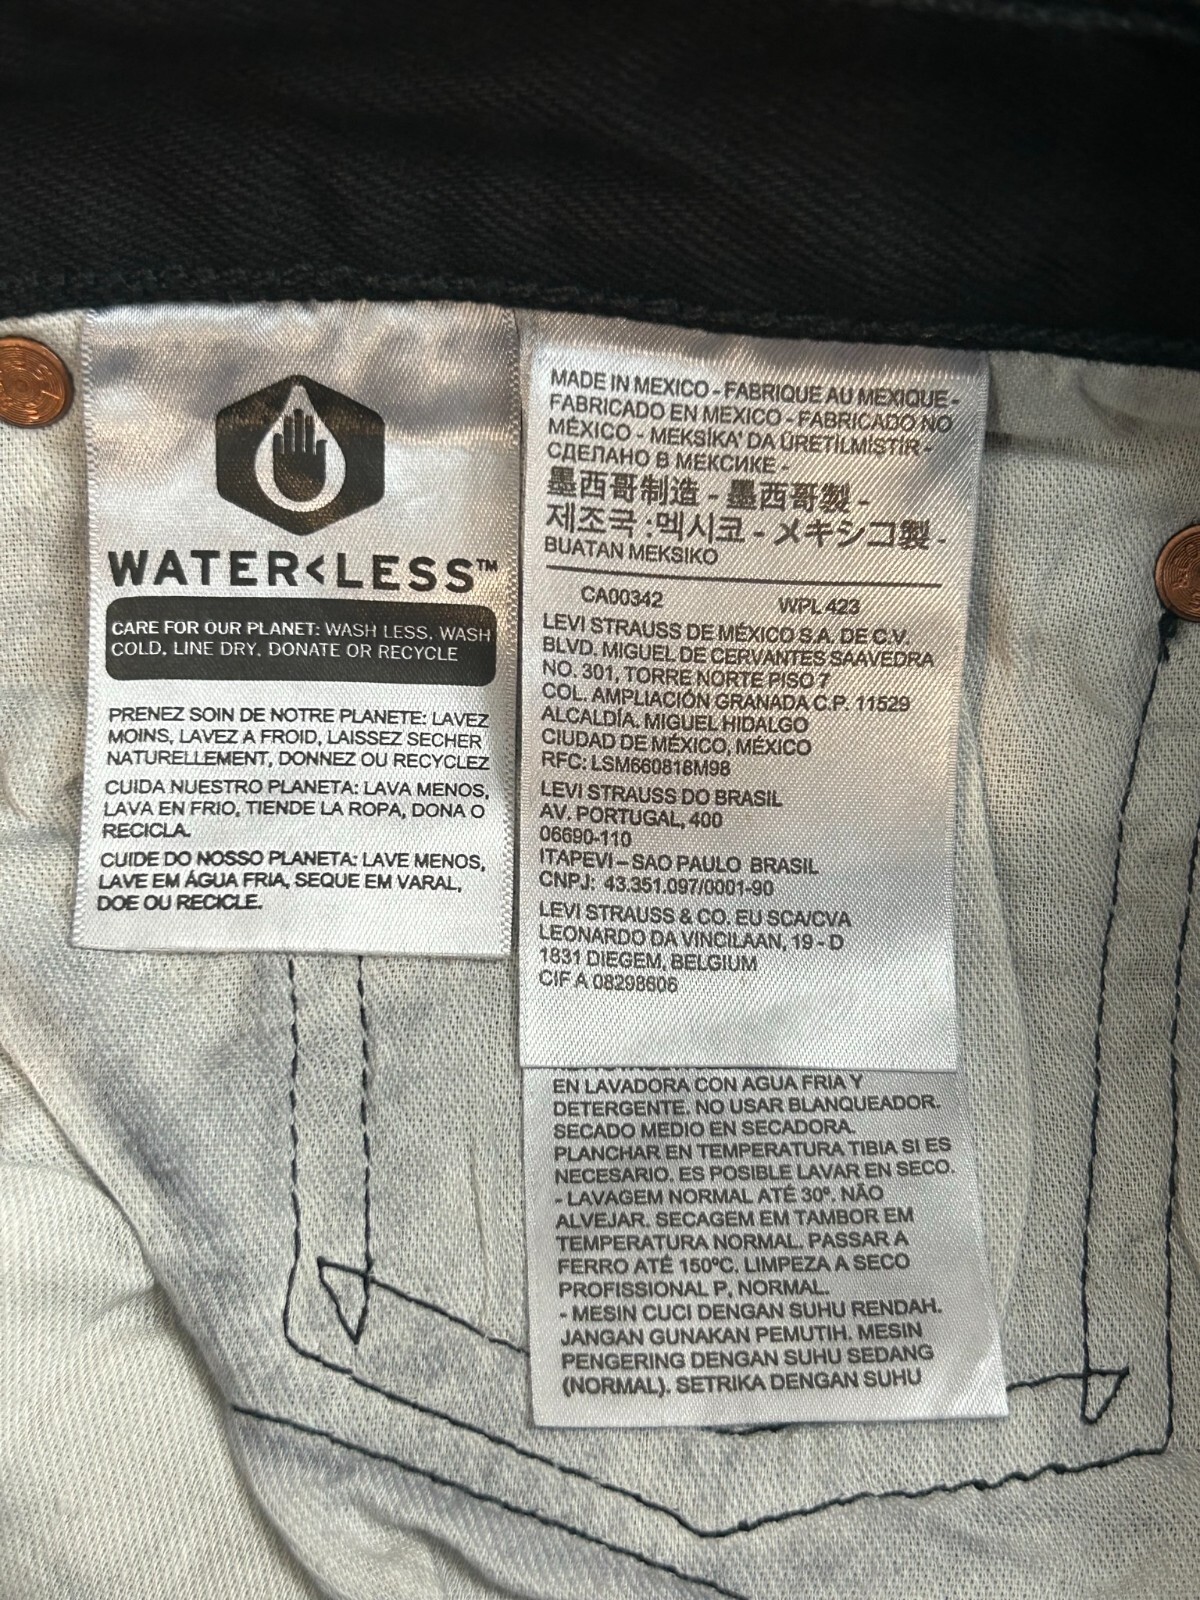 WATER<LESS™
CARE FOR OUR PLANET: WASH LESS, WASH
COLD, LINE DRY, DONATE OR RECYCLE
PRENEZ SOIN DE NOTRE PLANETE: LAVEZ
MOINS, LAVEZ A FROID, LAISSEZ SECHER
NATURELLEMENT, DONNEZ OU RECYCLEZ
CUIDA NUESTRO PLANETA: LAVA MENOS,
LAVA EN FRIO, TIENDE LA ROPA, DONA O
RECICLA.
CUIDE DO NOSSO PLANETA: LAVE MENOS,
LAVE EM ÁGUA FRIA, SEQUE EM VARAL,
DOE OU RECICLE.
MADE IN MEXICO - FABRIQUE AU MEXIQUE -
FABRICADO EN MEXICO - FABRICADO NO
MÉXICO - MEKSİKA' DA ÜRETİLMİSTİR -
СДЕЛАНО В МЕКСИКЕ -
墨西哥制造 - 墨西哥製 -
제조국 :멕시코 - メキシコ製 -
BUATAN MEKSIKO
CA00342 WPL 423
LEVI STRAUSS DE MÉXICO S.A. DE C.V.
BLVD. MIGUEL DE CERVANTES SAAVEDRA
NO. 301, TORRE NORTE PISO 7
COL. AMPLIACIÓN GRANADA C.P. 11529
ALCALDÍA. MIGUEL HIDALGO
CIUDAD DE MÉXICO, MÉXICO
RFC: LSM660816M98
LEVI STRAUSS DO BRASIL
AV. PORTUGAL, 400
06690-110
ITAPEVI – SAO PAULO BRASIL
CNPJ: 43.351.097/0001-90
LEVI STRAUSS & CO. EU SCA/CVA
LEONARDO DA VINCILAAN, 19 - D
1831 DIEGEM, BELGIUM
CIF A 08298606
EN LAVADORA CON AGUA FRIA Y
DETERGENTE. NO USAR BLANQUEADOR.
SECADO MEDIO EN SECADORA.
PLANCHAR EN TEMPERATURA TIBIA SI ES
NECESARIO. ES POSIBLE LAVAR EN SECO.
- LAVAGEM NORMAL ATÉ 30º. NÃO
ALVEJAR. SECAGEM EM TAMBOR EM
TEMPERATURA NORMAL. PASSAR A
FERRO ATÉ 150ºC. LIMPEZA A SECO
PROFISSIONAL P, NORMAL.
- MESIN CUCI DENGAN SUHU RENDAH.
JANGAN GUNAKAN PEMUTIH. MESIN
PENGERING DENGAN SUHU SEDANG
(NORMAL). SETRIKA DENGAN SUHU